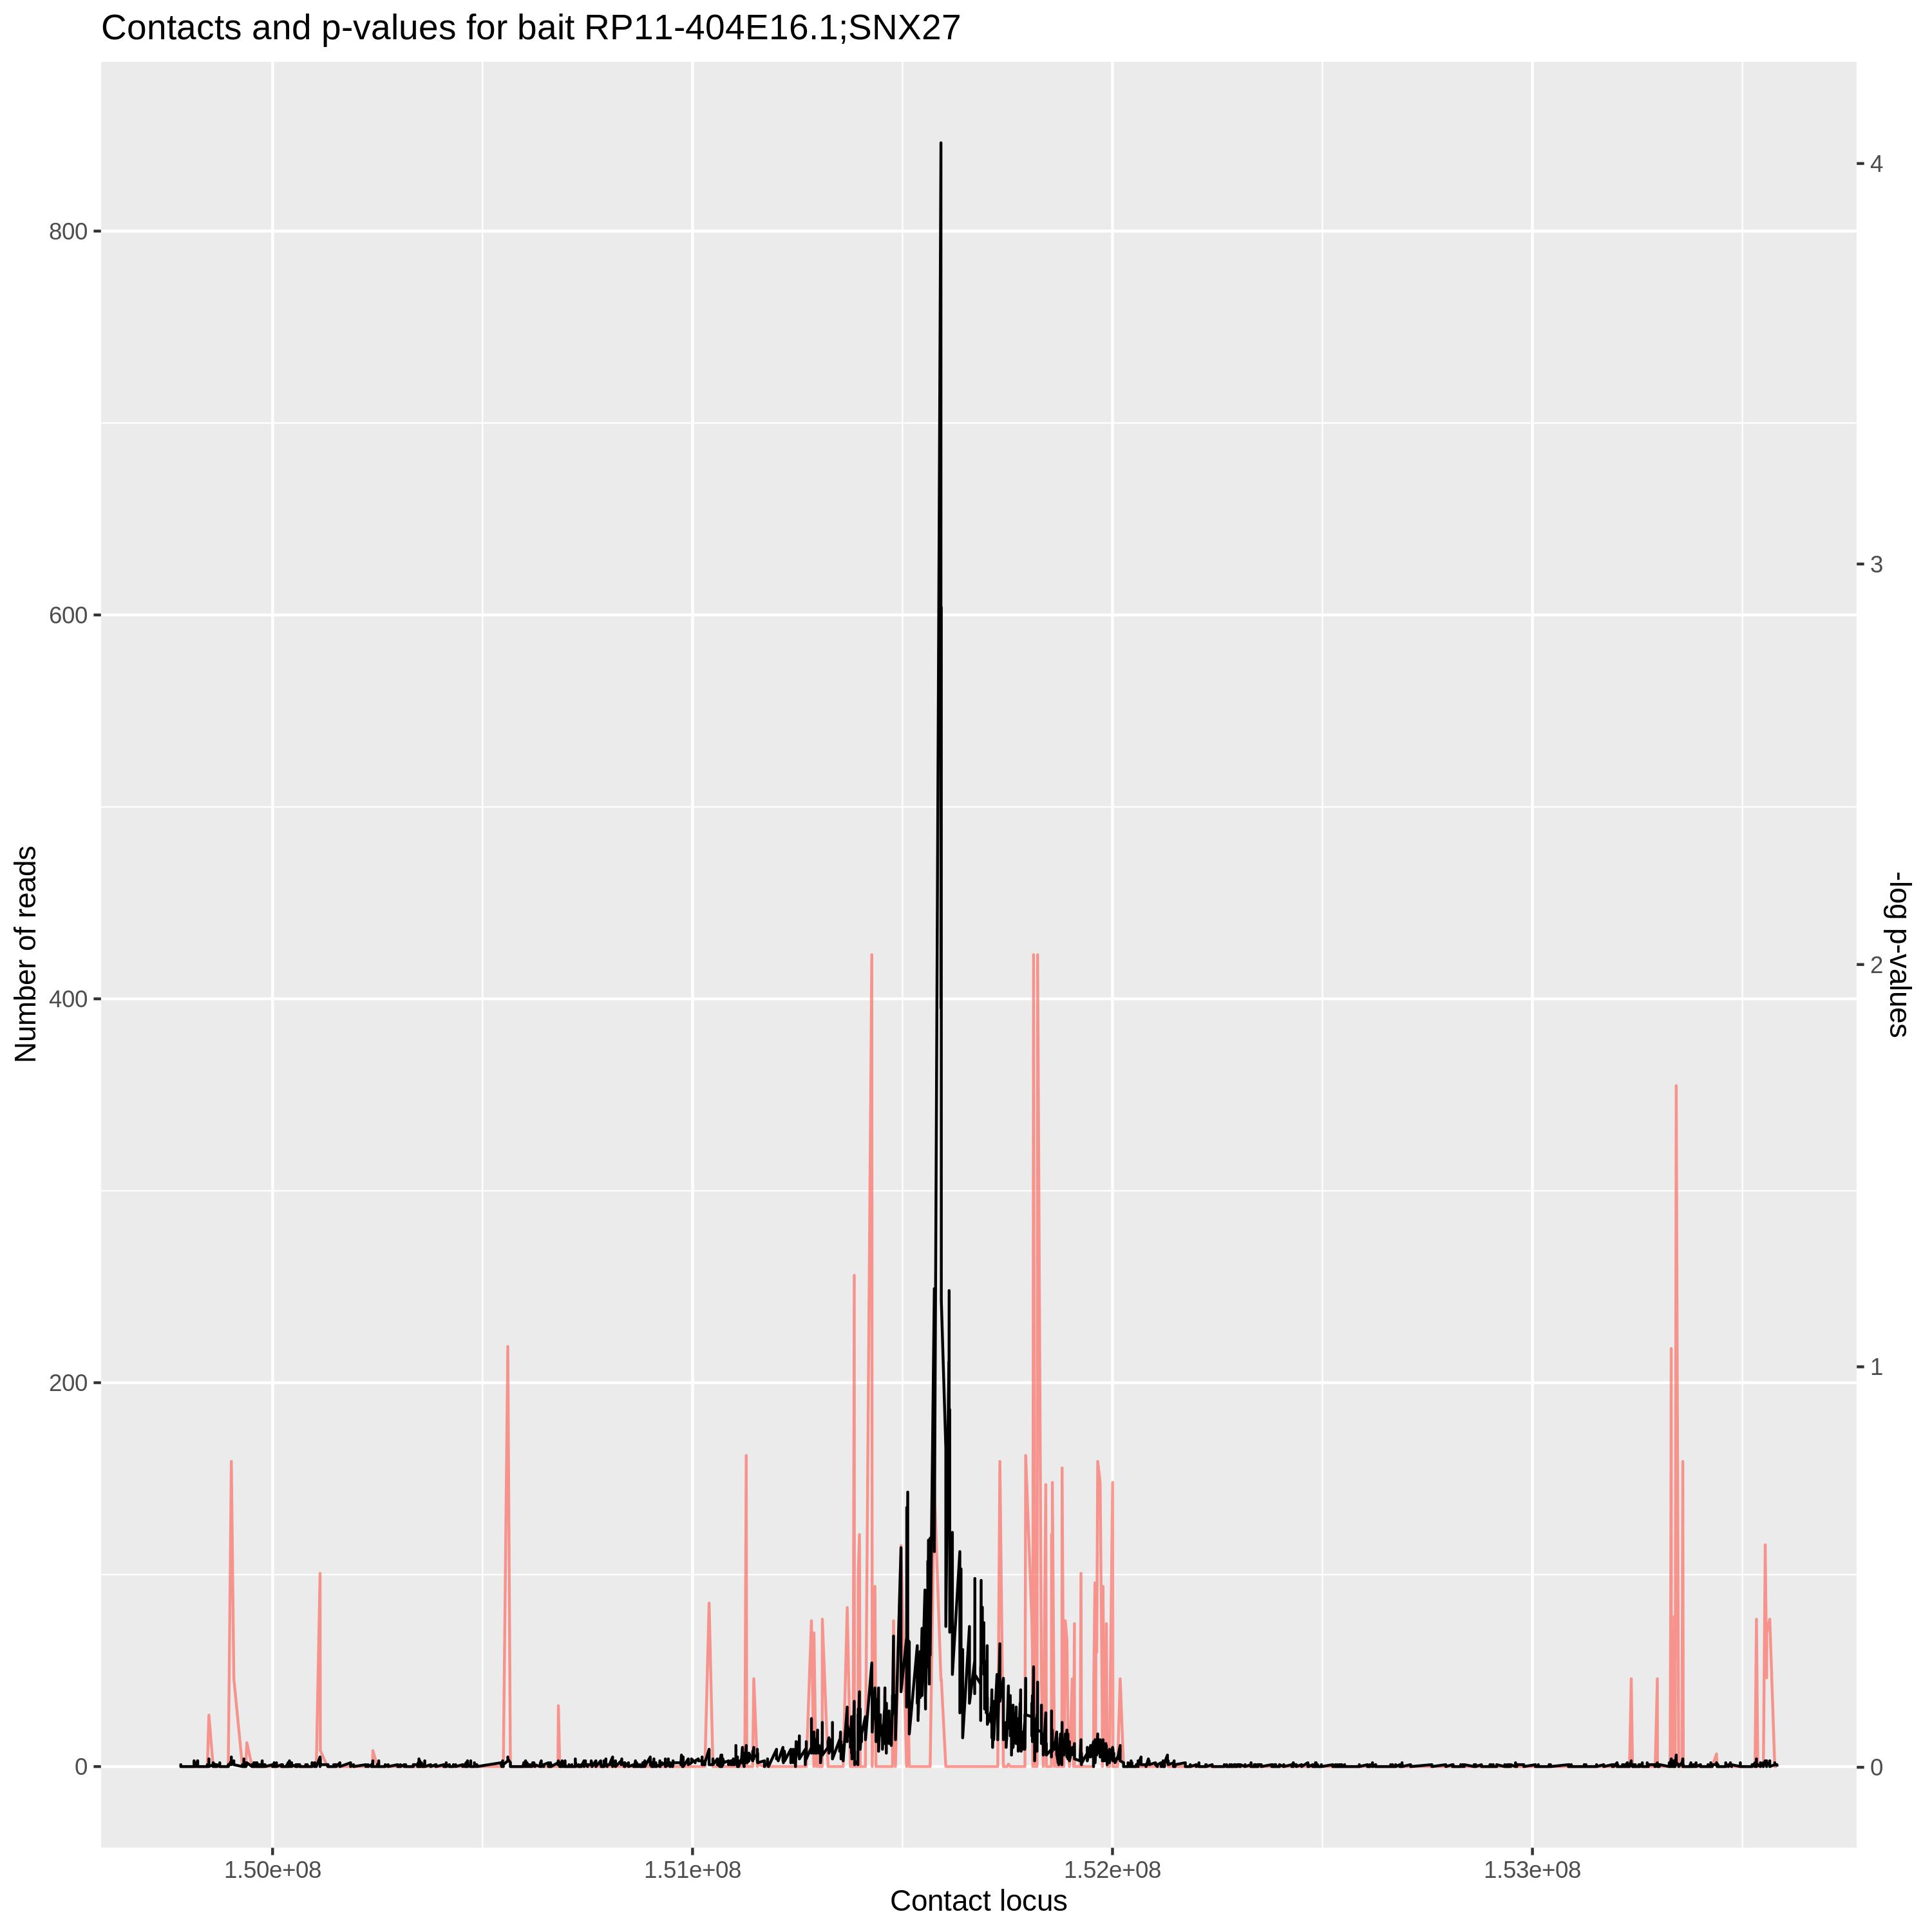 Contacts and p-values for bait RP11-404E16.1;SNX27
Number of reads
800
600
400
200
0
4
3
2
1
0
-log p-values
1.50e+08 1.51e+08 1.52e+08 1.53e+08
Contact locus